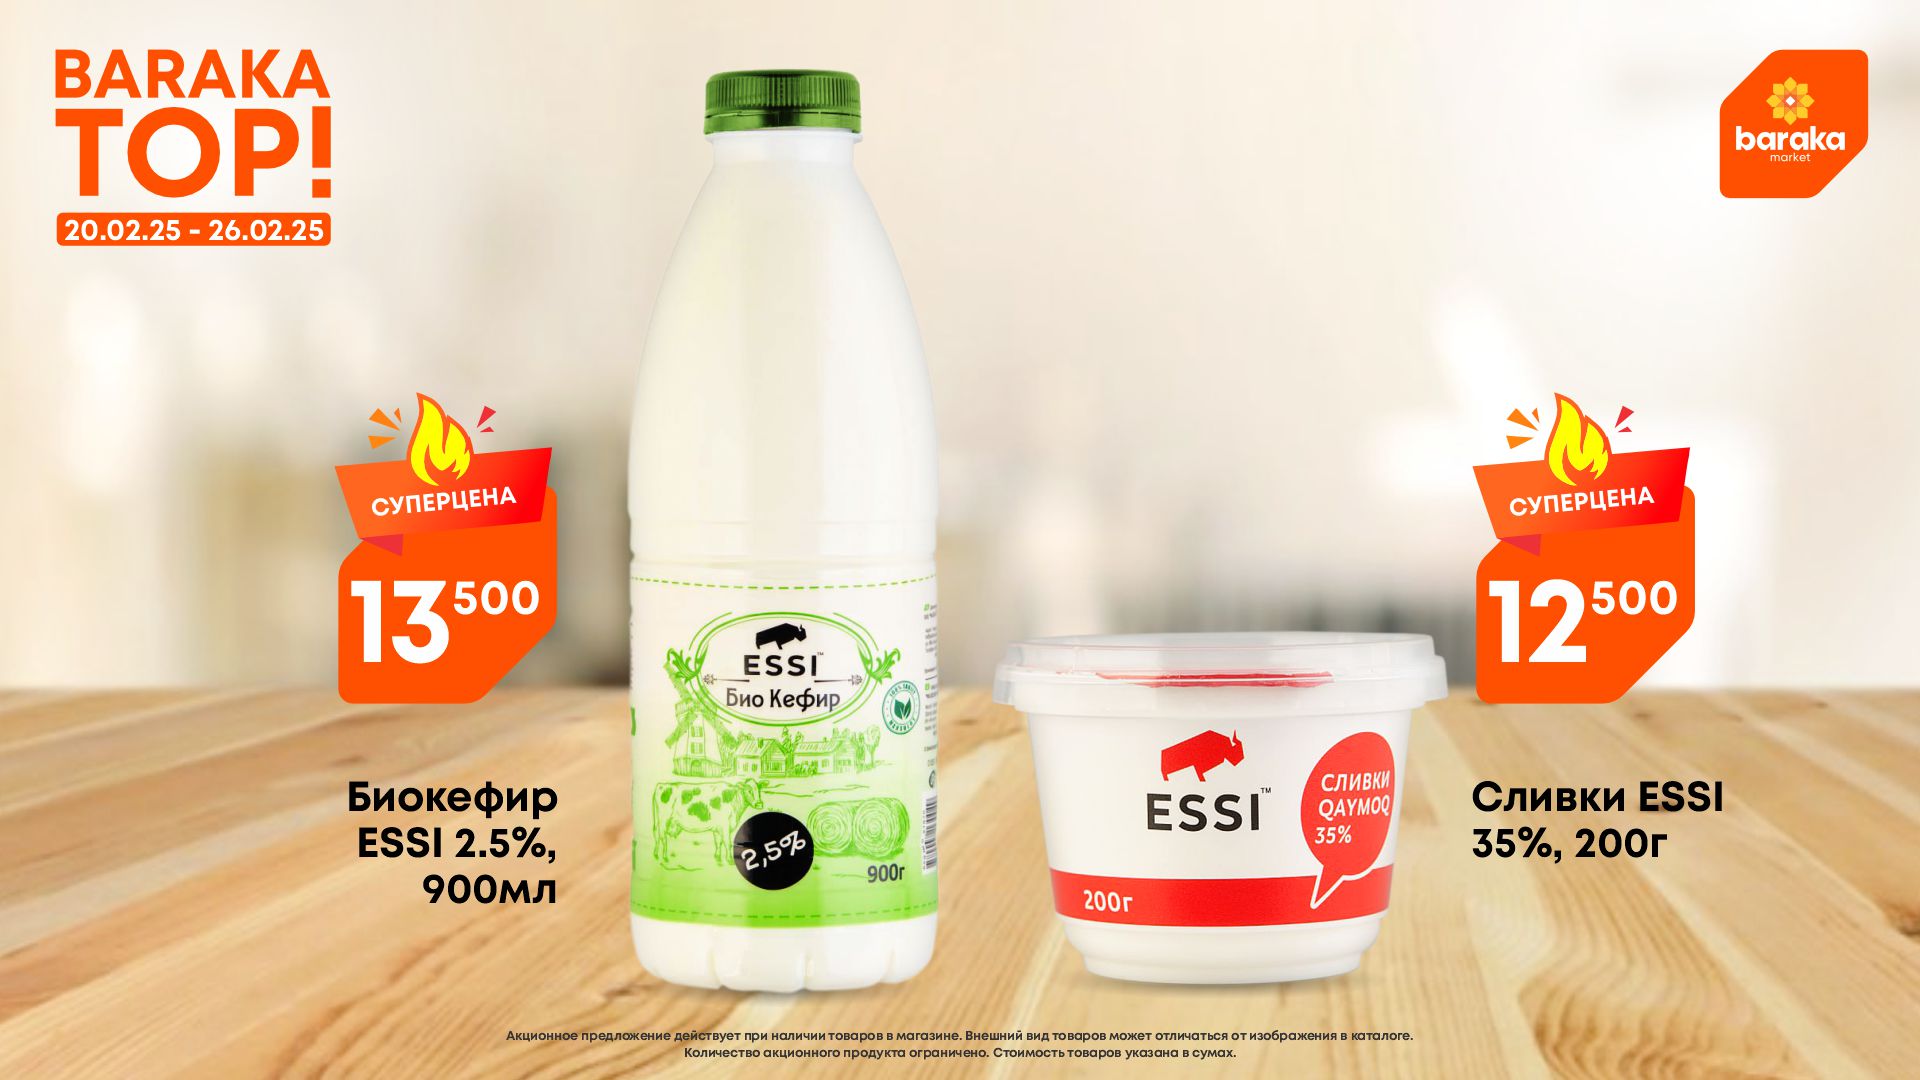 BARAKA
TOP!
20.02.25 - 26.02.25
baraka
market
СУПЕРЦЕНА
13 500
Биокефир
ESSI 2.5%,
900мл
ESSI™
Био Кефир
2,5%
900г
ESSI™
СЛИВКИ
QAYMOQ
35%
200г
СУПЕРЦЕНА
12 500
Сливки ESSI
35%, 200г
Акционное предложение действует при наличии товаров в магазине. Внешний вид товаров может отличаться от изображения в каталоге.
Количество акционного продукта ограничено. Стоимость товаров указана в сумах.